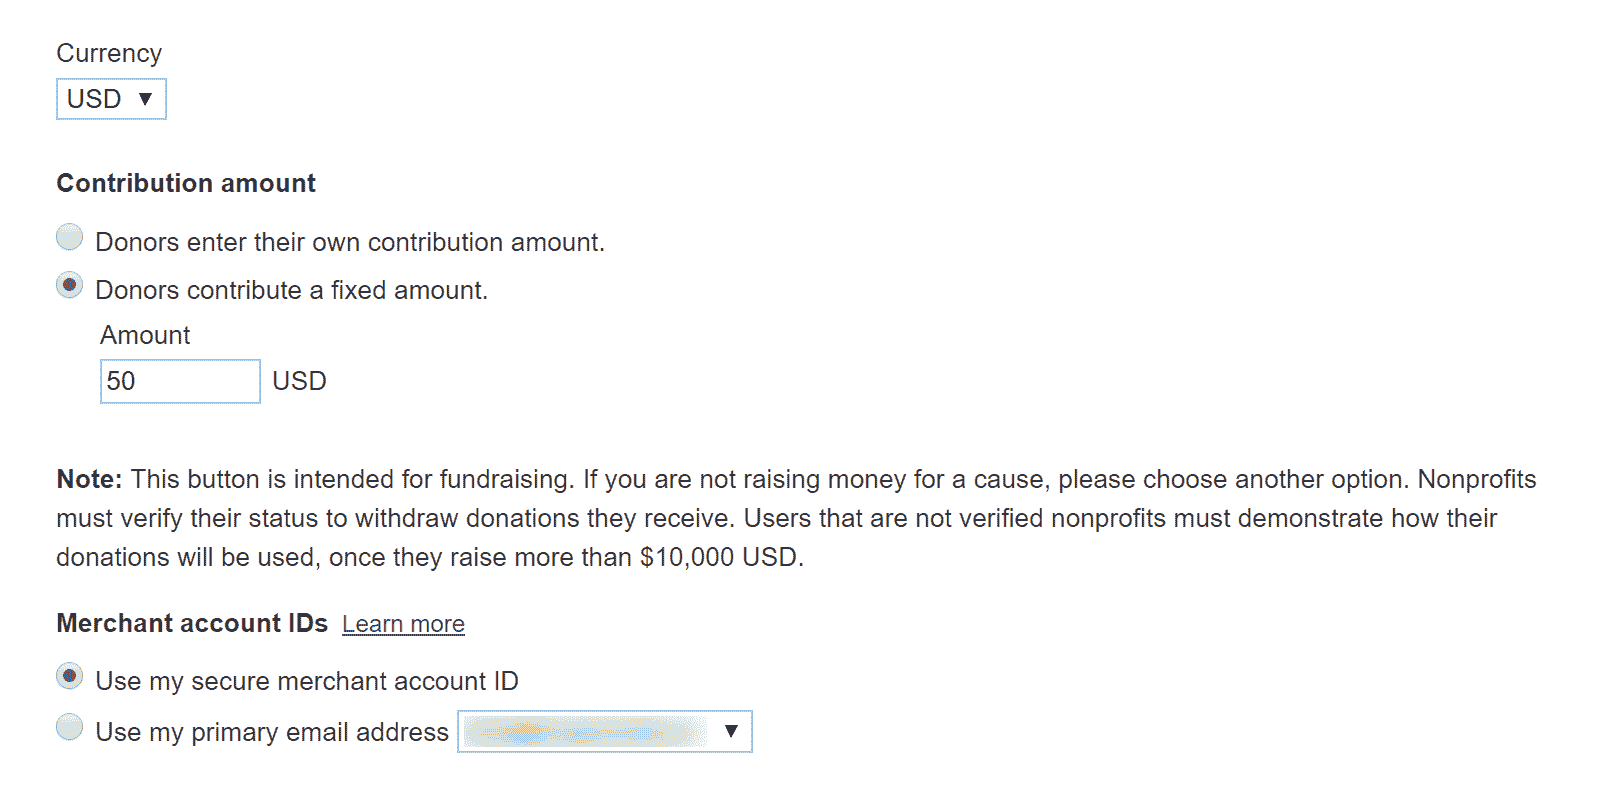 Currency
USD ▼
Contribution amount
Donors enter their own contribution amount.
Donors contribute a fixed amount.
Amount
50 USD
Note: This button is intended for fundraising. If you are not raising money for a cause, please choose another option. Nonprofits
must verify their status to withdraw donations they receive. Users that are not verified nonprofits must demonstrate how their
donations will be used, once they raise more than $10,000 USD.
Merchant account IDs Learn more
Use my secure merchant account ID
Use my primary email address ▼